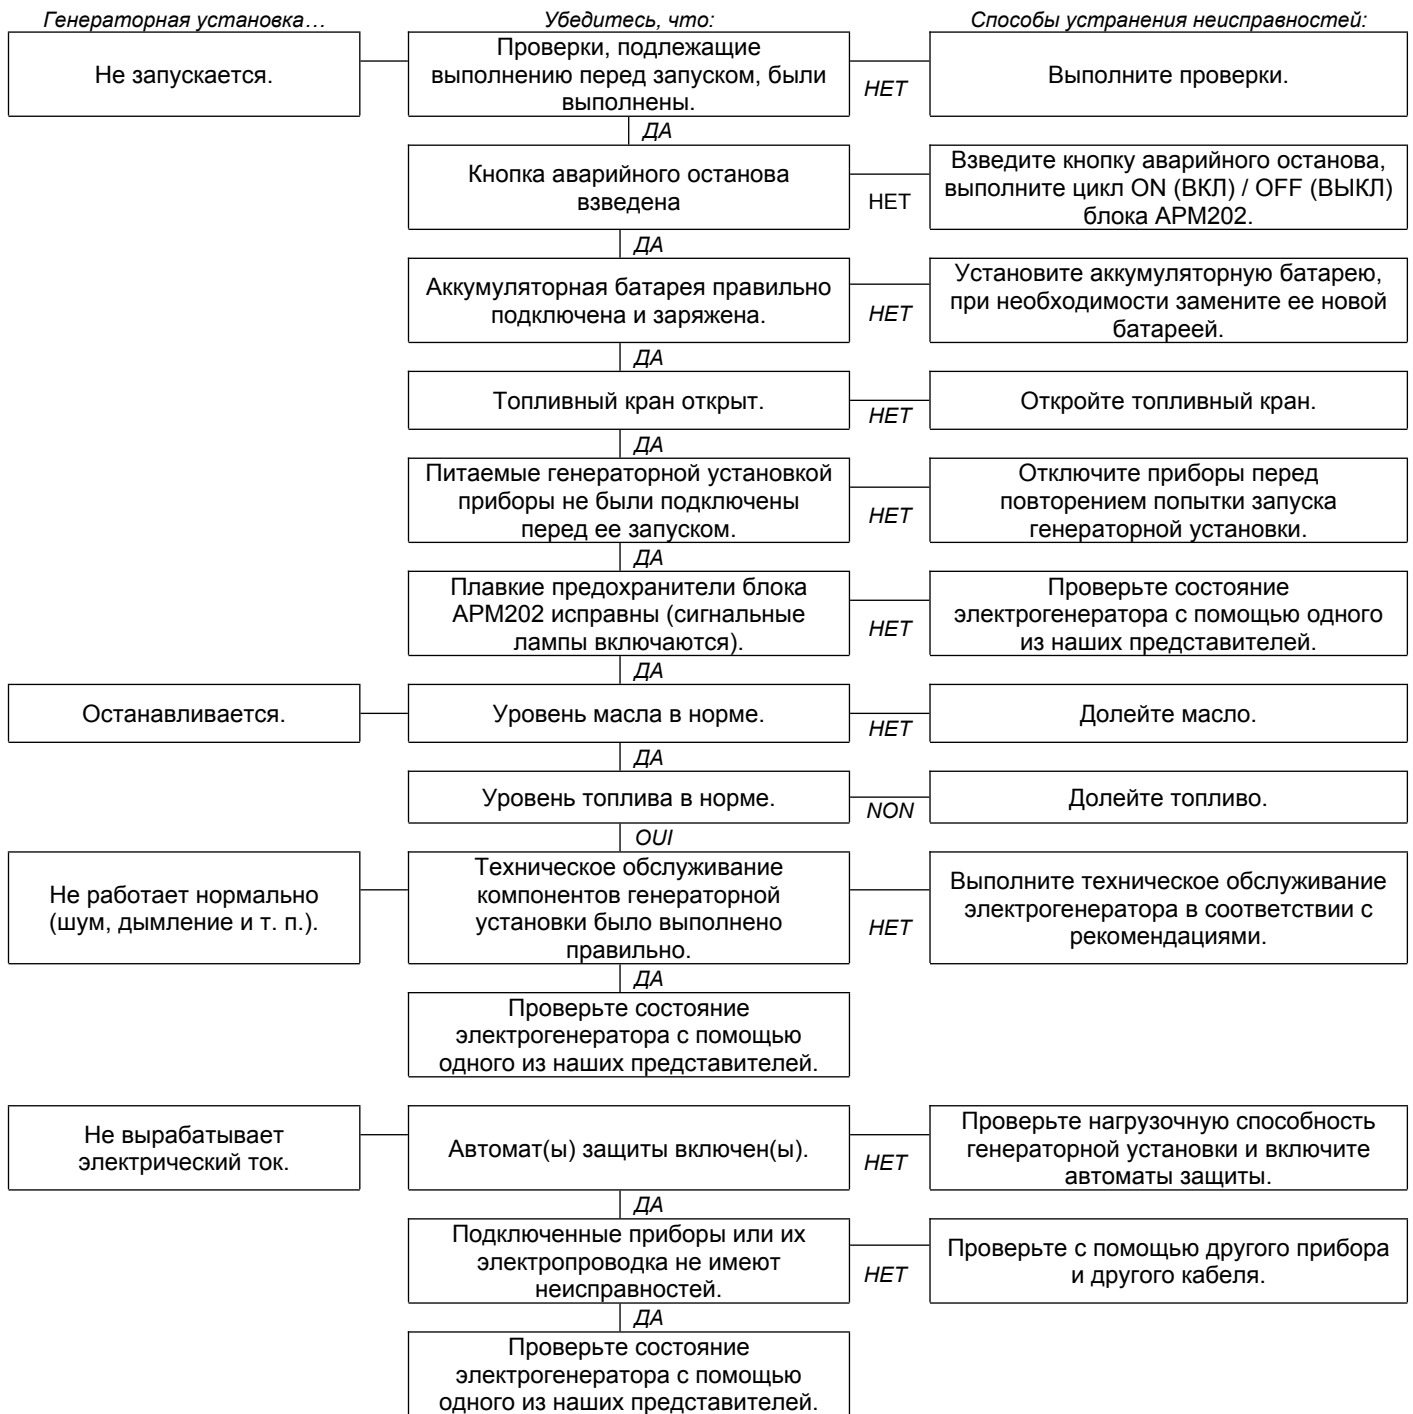 Генераторная установка…
Убедитесь, что:
Способы устранения неисправностей:
Не запускается.
Проверки, подлежащие
выполнению перед запуском, были
выполнены.
НЕТ
Выполните проверки.
ДА
Кнопка аварийного останова
взведена
НЕТ
Взведите кнопку аварийного останова,
выполните цикл ON (ВКЛ) / OFF (ВЫКЛ)
блока APM202.
ДА
Аккумуляторная батарея правильно
подключена и заряжена.
НЕТ
Установите аккумуляторную батарею,
при необходимости замените ее новой
батареей.
ДА
Топливный кран открыт.
НЕТ
Откройте топливный кран.
ДА
Питаемые генераторной установкой
приборы не были подключены
перед ее запуском.
НЕТ
Отключите приборы перед
повторением попытки запуска
генераторной установки.
ДА
Плавкие предохранители блока
APM202 исправны (сигнальные
лампы включаются).
НЕТ
Проверьте состояние
электрогенератора с помощью одного
из наших представителей.
ДА
Останавливается.
Уровень масла в норме.
НЕТ
Долейте масло.
ДА
Уровень топлива в норме.
NON
Долейте топливо.
OUI
Не работает нормально
(шум, дымление и т. п.).
Техническое обслуживание
компонентов генераторной
установки было выполнено
правильно.
НЕТ
Выполните техническое обслуживание
электрогенератора в соответствии с
рекомендациями.
ДА
Проверьте состояние
электрогенератора с помощью
одного из наших представителей.
Не вырабатывает
электрический ток.
Автомат(ы) защиты включен(ы).
НЕТ
Проверьте нагрузочную способность
генераторной установки и включите
автоматы защиты.
ДА
Подключенные приборы или их
электропроводка не имеют
неисправностей.
НЕТ
Проверьте с помощью другого прибора
и другого кабеля.
ДА
Проверьте состояние
электрогенератора с помощью
одного из наших представителей.